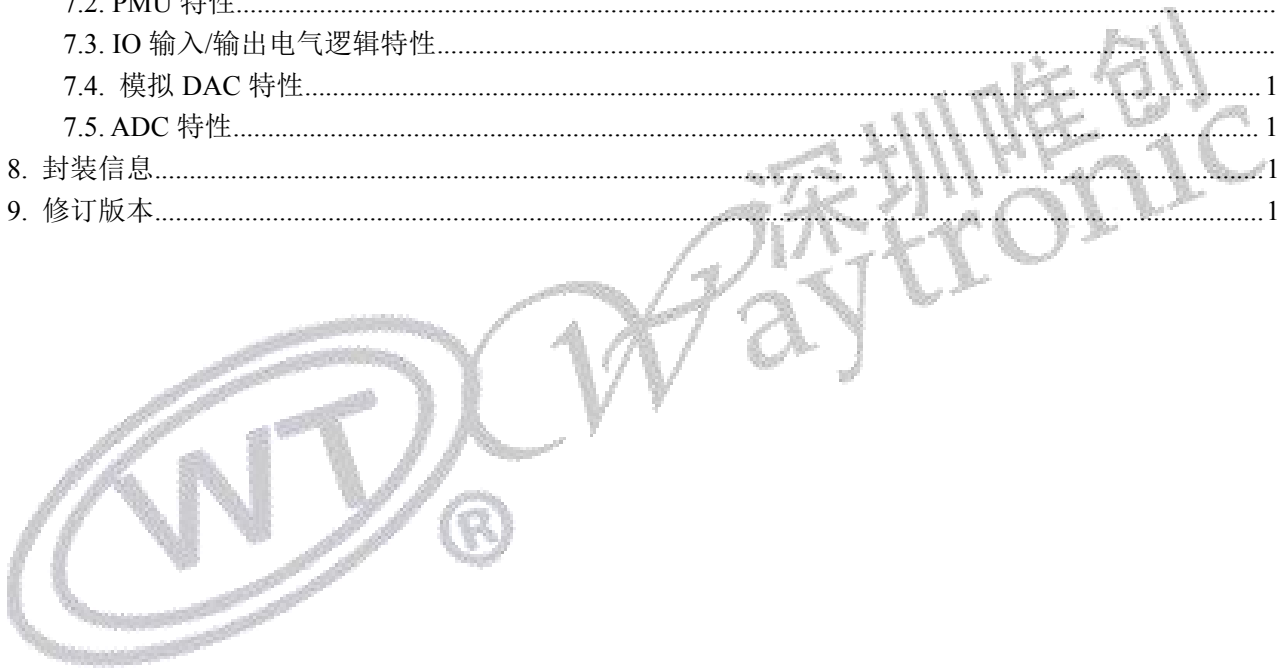 7.2. PMU 特性
7.3. IO 输入/输出电气逻辑特性
7.4. 模拟 DAC 特性 1
7.5. ADC 特性 1
8. 封装信息 1
9. 修订版本 1
深圳唯创
Waytronic
WT
®